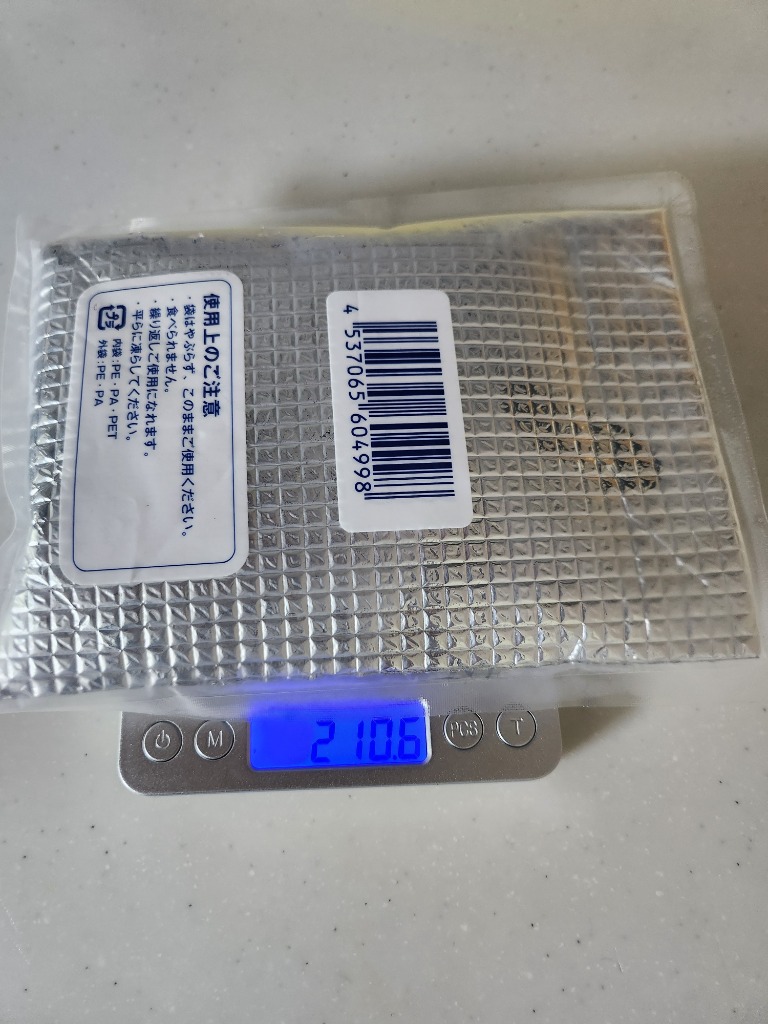 使用上のご注意
・袋はやぶらず、このままご使用ください。
・食べられません。
・繰り返しご使用になれます。
・平らに凍らしてください。
プラ
内袋:PE・PA・PET
外袋:PE・PA
4 537065 604998
M
210.6
PCS
T